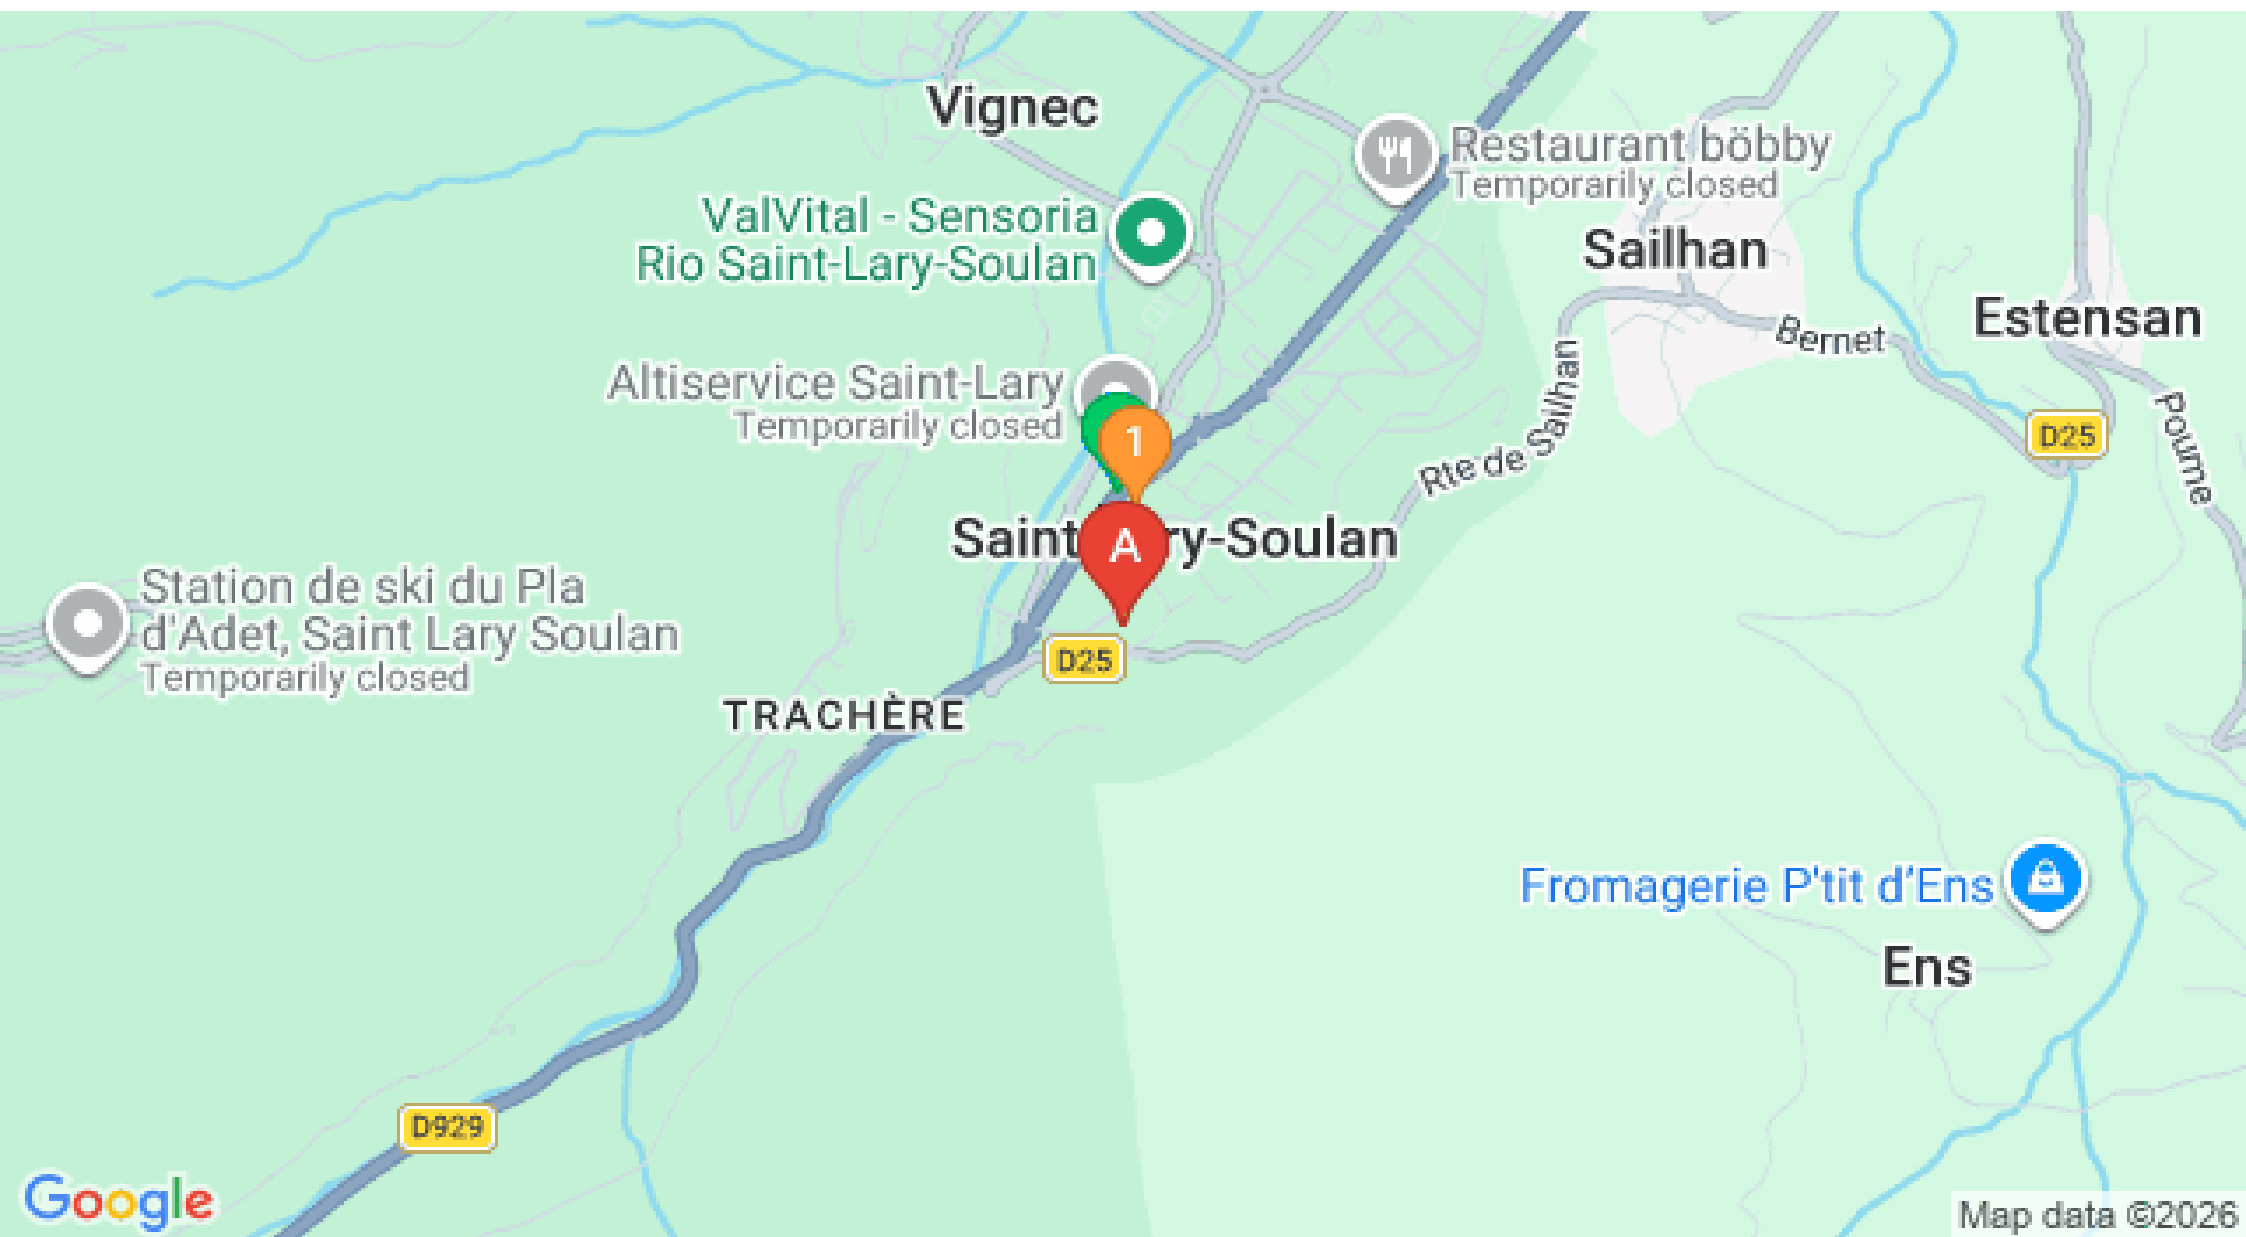 Vignec
Restaurant böbby
Temporarily closed
ValVital - Sensoria
Rio Saint-Lary-Soulan
Sailhan
Estensan
Bernet
Altiservice Saint-Lary
Temporarily closed
Rte de Sailhan
Poume
D25
1
Saint
ry-Soulan
A
Station de ski du Pla
d'Adet, Saint Lary Soulan
Temporarily closed
D25
TRACHÈRE
Fromagerie P'tit d'Ens
Ens
D929
Google
Map data ©2026